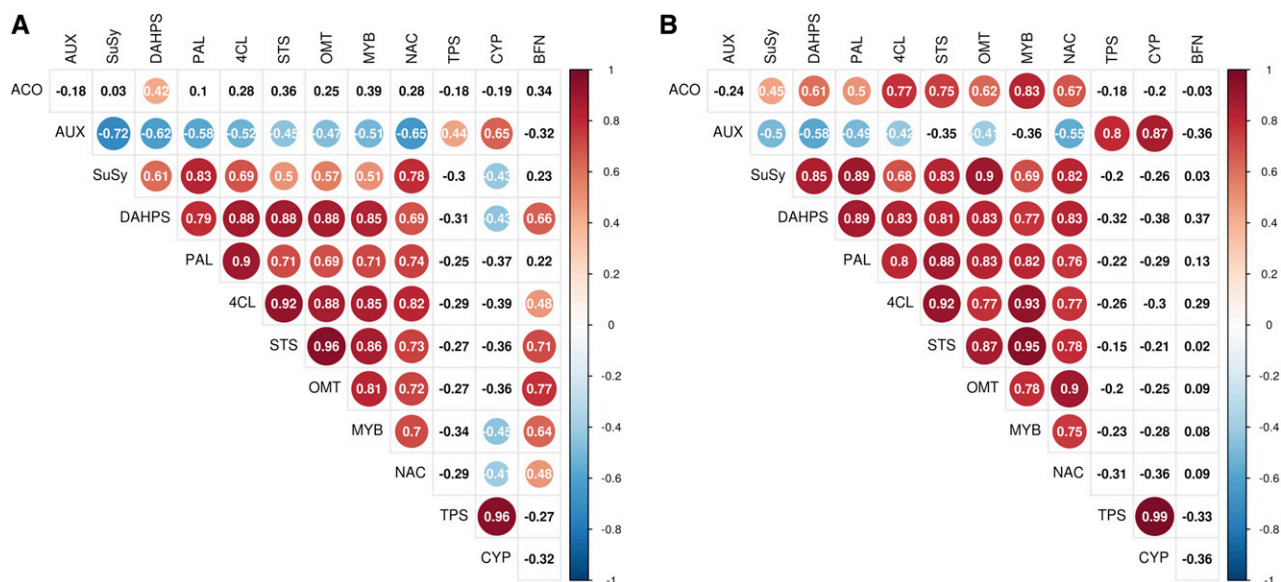 A
AUX SuSy DAHPS PAL 4CL STS OMT MYB NAC TPS CYP BFN
ACO -0.18 0.03 0.42 0.1 0.28 0.36 0.25 0.39 0.28 -0.18 -0.19 0.34
AUX -0.72 -0.62 -0.58 -0.52 -0.45 -0.47 -0.51 -0.65 0.44 0.65 -0.32
SuSy 0.61 0.83 0.69 0.5 0.57 0.51 0.78 -0.3 -0.43 0.23
DAHPS 0.79 0.88 0.88 0.88 0.85 0.69 -0.31 -0.43 0.66
PAL 0.9 0.71 0.69 0.71 0.74 -0.25 -0.37 0.22
4CL 0.92 0.88 0.85 0.82 -0.29 -0.39 0.48
STS 0.96 0.86 0.73 -0.27 -0.36 0.71
OMT 0.81 0.72 -0.27 -0.36 0.77
MYB 0.7 -0.34 -0.45 0.64
NAC -0.29 -0.41 0.48
TPS 0.96 -0.27
CYP -0.32
1
0.8
0.6
0.4
0.2
0
-0.2
-0.4
-0.6
-0.8
-1
B
AUX SuSy DAHPS PAL 4CL STS OMT MYB NAC TPS CYP BFN
ACO -0.24 0.45 0.61 0.5 0.77 0.75 0.62 0.83 0.67 -0.18 -0.2 -0.03
AUX -0.5 -0.58 -0.49 -0.42 -0.35 -0.41 -0.36 -0.55 0.8 0.87 -0.36
SuSy 0.85 0.89 0.68 0.83 0.9 0.69 0.82 -0.2 -0.26 0.03
DAHPS 0.89 0.83 0.81 0.83 0.77 0.83 -0.32 -0.38 0.37
PAL 0.8 0.88 0.83 0.82 0.76 -0.22 -0.29 0.13
4CL 0.92 0.77 0.93 0.77 -0.26 -0.3 0.29
STS 0.87 0.95 0.78 -0.15 -0.21 0.02
OMT 0.78 0.9 -0.2 -0.25 0.09
MYB 0.75 -0.23 -0.28 0.08
NAC -0.31 -0.36 0.09
TPS 0.99 -0.33
CYP -0.36
1
0.8
0.6
0.4
0.2
0
-0.2
-0.4
-0.6
-0.8
-1